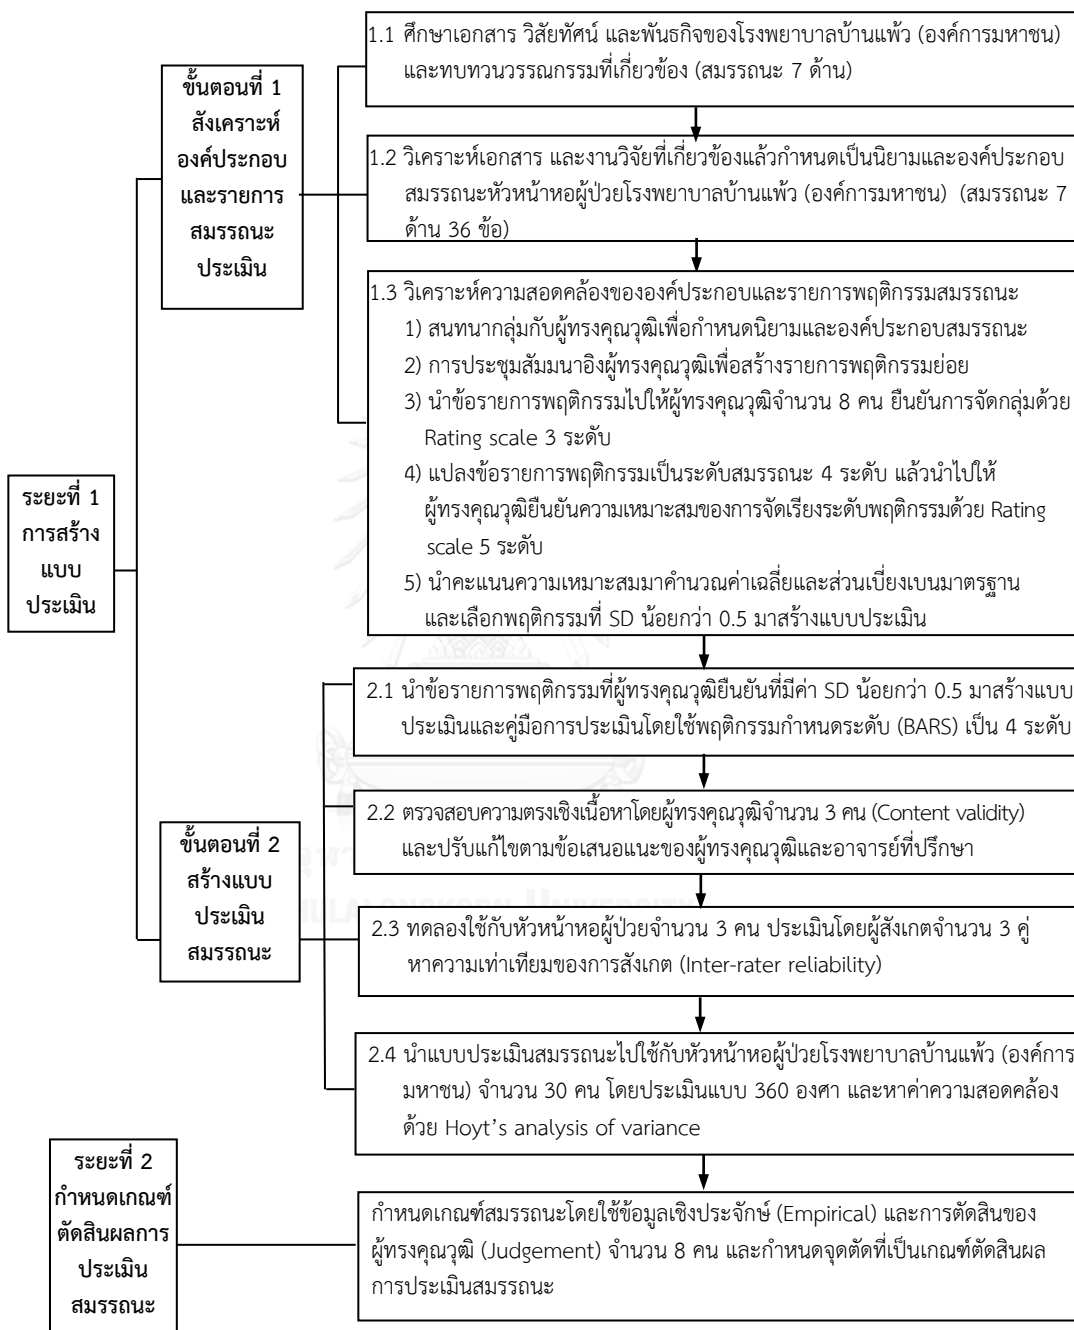 ระยะที่ 1
การสร้าง
แบบ
ประเมิน
ขั้นตอนที่ 1
สังเคราะห์
องค์ประกอบ
และรายการ
สมรรถนะ
ประเมิน
1.1 ศึกษาเอกสาร วิสัยทัศน์ และพันธกิจของโรงพยาบาลบ้านแพ้ว (องค์การมหาชน)
และทบทวนวรรณกรรมที่เกี่ยวข้อง (สมรรถนะ 7 ด้าน)
1.2 วิเคราะห์เอกสาร และงานวิจัยที่เกี่ยวข้องแล้วกำหนดเป็นนิยามและองค์ประกอบ
สมรรถนะหัวหน้าหอผู้ป่วยโรงพยาบาลบ้านแพ้ว (องค์การมหาชน) (สมรรถนะ 7
ด้าน 36 ข้อ)
1.3 วิเคราะห์ความสอดคล้องขององค์ประกอบและรายการพฤติกรรมสมรรถนะ
1) สนทนากลุ่มกับผู้ทรงคุณวุฒิเพื่อกำหนดนิยามและองค์ประกอบสมรรถนะ
2) การประชุมสัมมนาอิงผู้ทรงคุณวุฒิเพื่อสร้างรายการพฤติกรรมย่อย
3) นำข้อรายการพฤติกรรมไปให้ผู้ทรงคุณวุฒิจำนวน 8 คน ยืนยันการจัดกลุ่มด้วย
Rating scale 3 ระดับ
4) แปลงข้อรายการพฤติกรรมเป็นระดับสมรรถนะ 4 ระดับ แล้วนำไปให้
ผู้ทรงคุณวุฒิยืนยันความเหมาะสมของการจัดเรียงระดับพฤติกรรมด้วย Rating
scale 5 ระดับ
5) นำคะแนนความเหมาะสมมาคำนวณค่าเฉลี่ยและส่วนเบี่ยงเบนมาตรฐาน
และเลือกพฤติกรรมที่ SD น้อยกว่า 0.5 มาสร้างแบบประเมิน
ขั้นตอนที่ 2
สร้างแบบ
ประเมิน
สมรรถนะ
2.1 นำข้อรายการพฤติกรรมที่ผู้ทรงคุณวุฒิยืนยันที่มีค่า SD น้อยกว่า 0.5 มาสร้างแบบ
ประเมินและคู่มือการประเมินโดยใช้พฤติกรรมกำหนดระดับ (BARS) เป็น 4 ระดับ
2.2 ตรวจสอบความตรงเชิงเนื้อหาโดยผู้ทรงคุณวุฒิจำนวน 3 คน (Content validity)
และปรับแก้ไขตามข้อเสนอแนะของผู้ทรงคุณวุฒิและอาจารย์ที่ปรึกษา
2.3 ทดลองใช้กับหัวหน้าหอผู้ป่วยจำนวน 3 คน ประเมินโดยผู้สังเกตจำนวน 3 คู่
หาความเท่าเทียมของการสังเกต (Inter-rater reliability)
2.4 นำแบบประเมินสมรรถนะไปใช้กับหัวหน้าหอผู้ป่วยโรงพยาบาลบ้านแพ้ว (องค์การ
มหาชน) จำนวน 30 คน โดยประเมินแบบ 360 องศา และหาค่าความสอดคล้อง
ด้วย Hoyt's analysis of variance
ระยะที่ 2
กำหนดเกณฑ์
ตัดสินผลการ
ประเมิน
สมรรถนะ
กำหนดเกณฑ์สมรรถนะโดยใช้ข้อมูลเชิงประจักษ์ (Empirical) และการตัดสินของ
ผู้ทรงคุณวุฒิ (Judgement) จำนวน 8 คน และกำหนดจุดตัดที่เป็นเกณฑ์ตัดสินผล
การประเมินสมรรถนะ